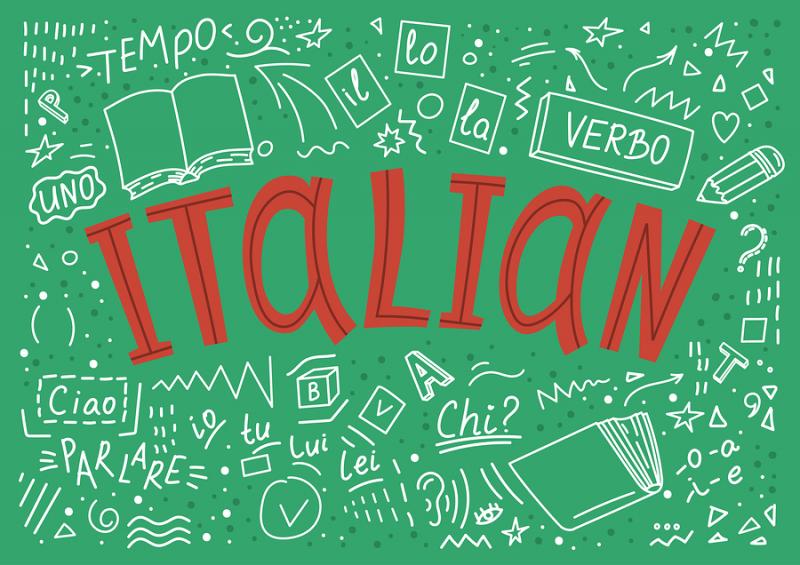 TEMPO
il
lo
la
VERBO
P
UNO
ITALIAN
?
Ciao
PARLARE
io
tu
lui
lei
B
A
Chi?
T
-o -a
-i -e